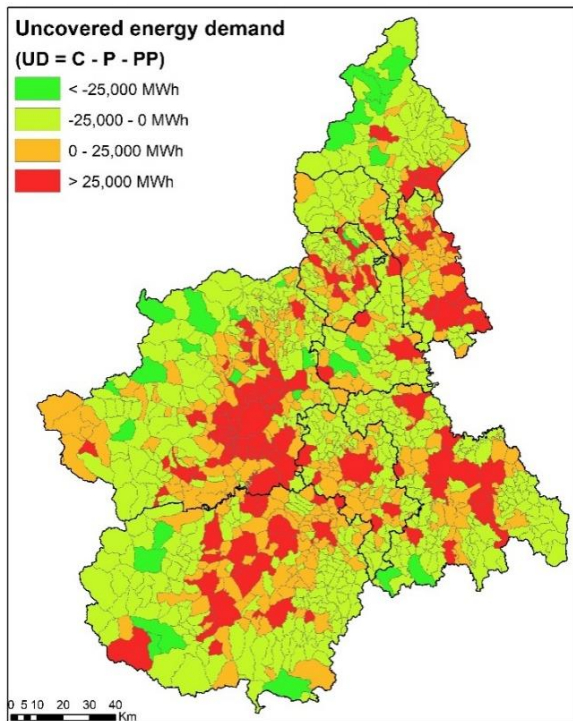 Uncovered energy demand
(UD = C - P - PP)
< -25,000 MWh
-25,000 - 0 MWh
0 - 25,000 MWh
> 25,000 MWh
0 5 10 20 30 40
Km